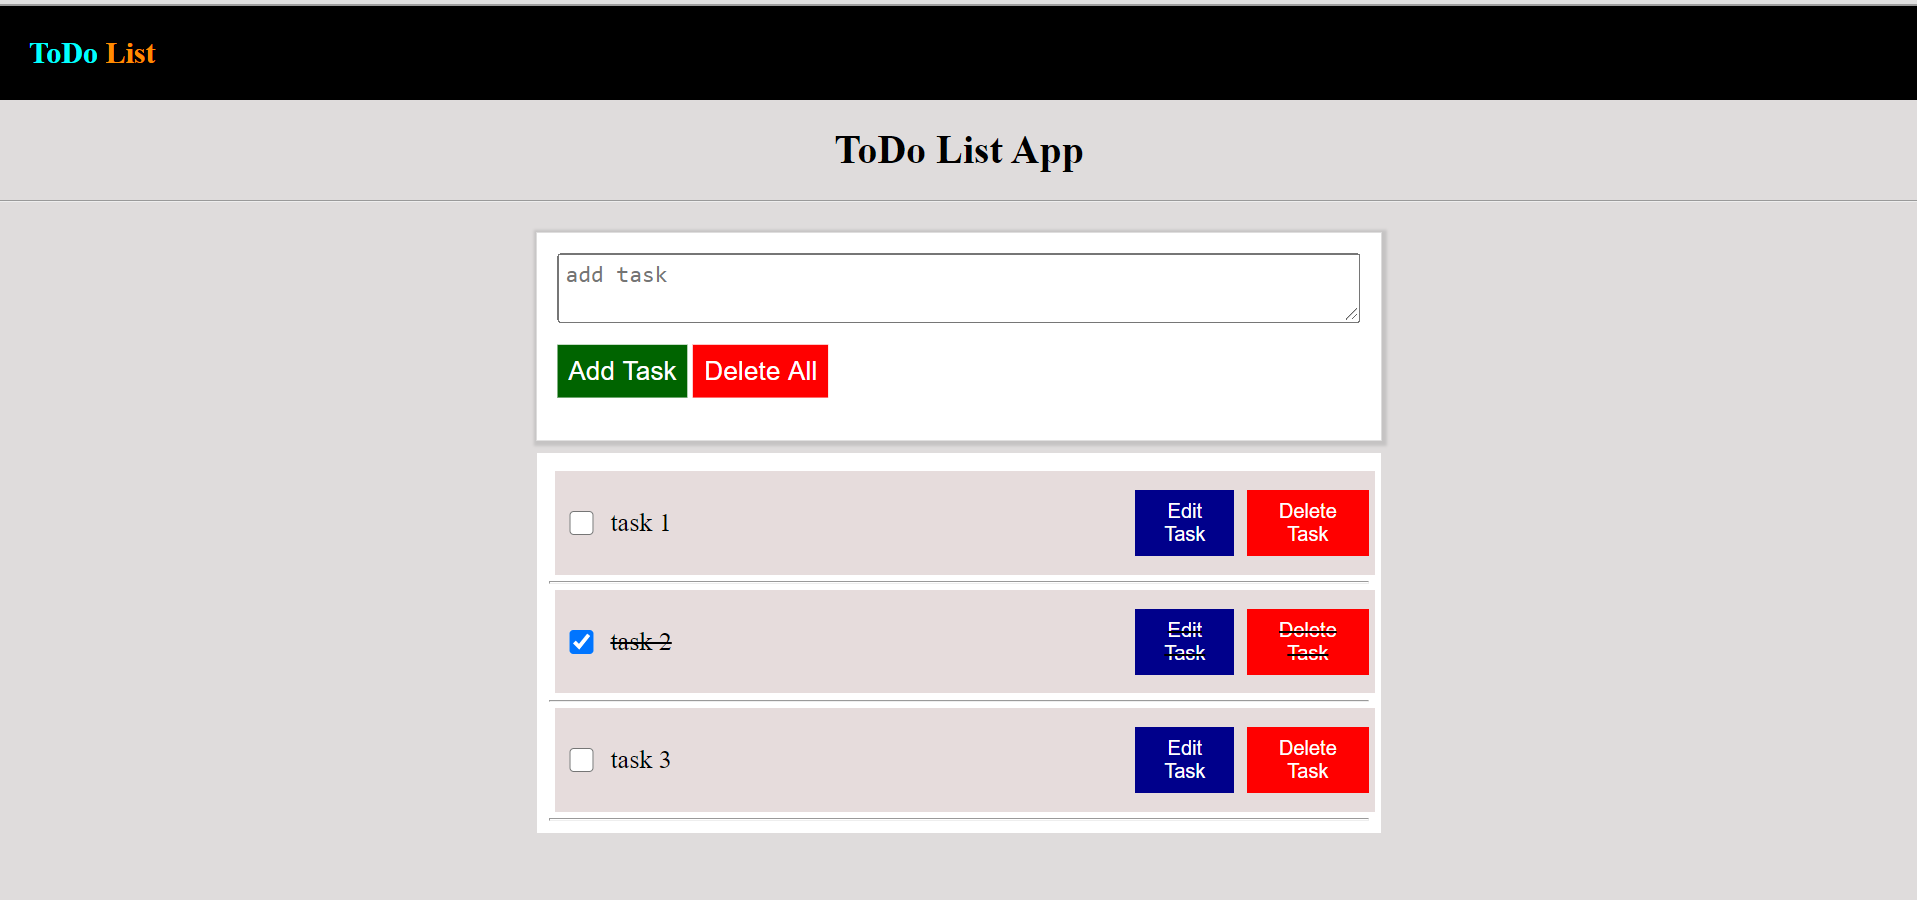 ToDo List
ToDo List App
add task
Add Task Delete All
task 1
Edit
Task
Delete
Task
task 2
Edit
Task
Delete
Task
task 3
Edit
Task
Delete
Task